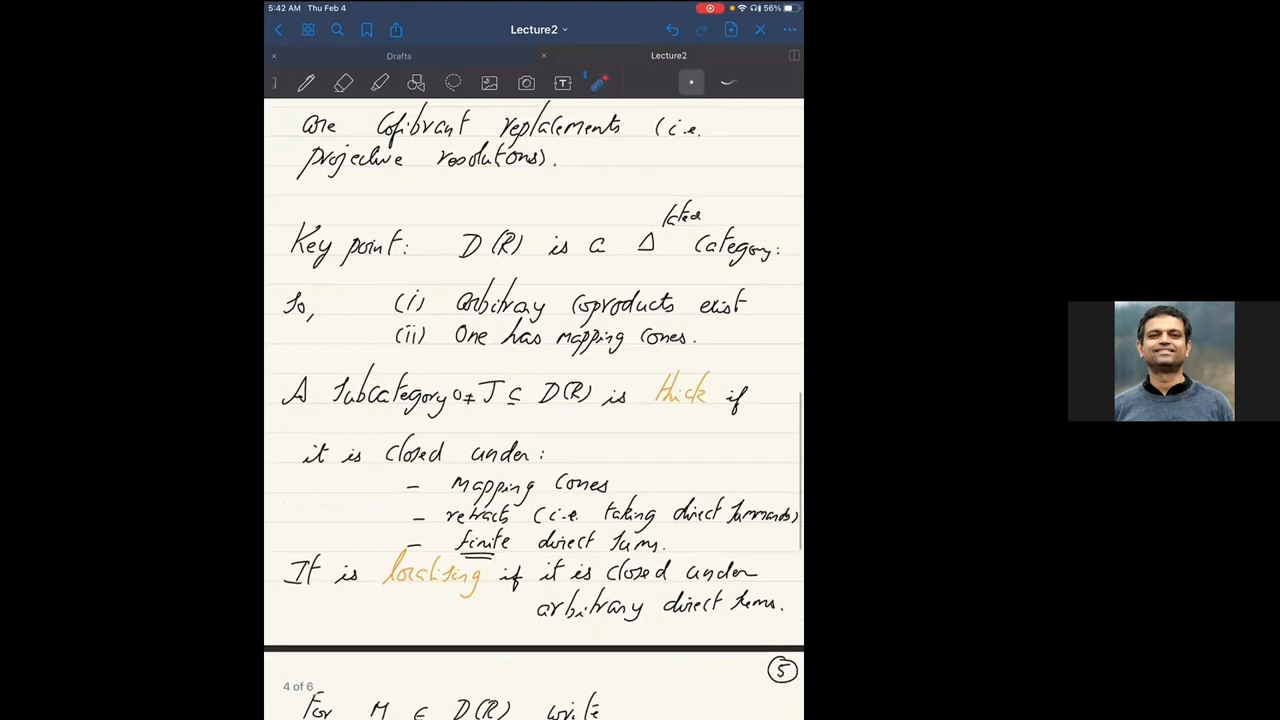 5:42 AM Thu Feb 4
56%
Lecture2
Drafts
Lecture2
are cofibrant replacements (i.e.
projective resolutions).
Key point: D(R) is a Δ lated category:
So, (i) arbitrary coproducts exist
(ii) One has mapping cones.
A subcategory 0≠ J ⊆ D(R) is thick if
it is closed under:
- mapping cones
- retracts (i.e. taking direct summands)
- finite direct sums.
It is localising if it is closed under
arbitrary direct sums.
5
4 of 6
For M ∈ D(R) write